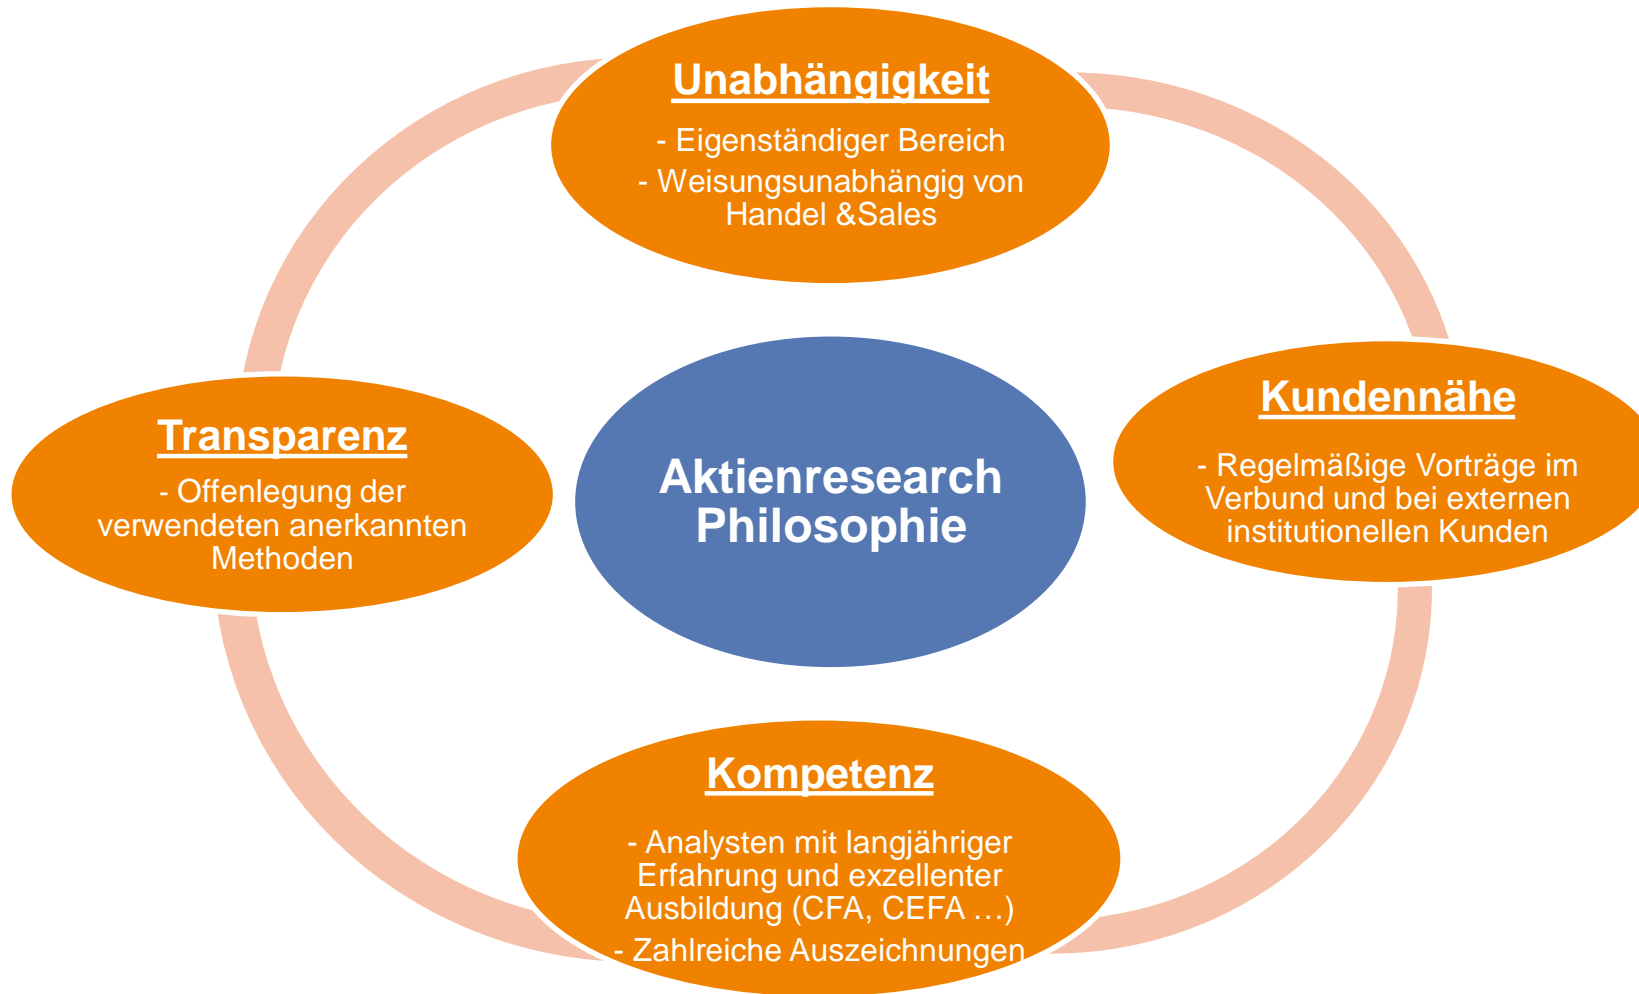 Unabhängigkeit
- Eigenständiger Bereich
- Weisungsunabhängig von
Handel &Sales
Kundennähe
- Regelmäßige Vorträge im
Verbund und bei externen
institutionellen Kunden
Transparenz
- Offenlegung der
verwendeten anerkannten
Methoden
Aktienresearch
Philosophie
Kompetenz
- Analysten mit langjähriger
Erfahrung und exzellenter
Ausbildung (CFA, CEFA …)
- Zahlreiche Auszeichnungen